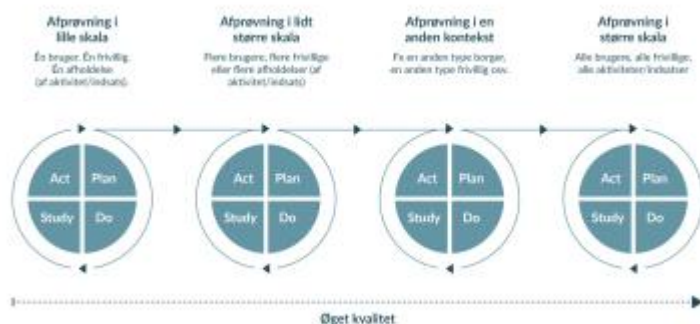 Afprøvning i
lille skala
Én bruger. Én frivillig.
Én afholdelse
(af aktivitet/indsats)
Afprøvning i lidt
større skala
Flere brugere, flere frivillige
eller flere afholdelser (af
aktivitet/indsats)
Afprøvning i en
anden kontekst
Fx en anden type borger,
en anden type frivillig osv.
Afprøvning i
større skala
Alle brugere, alle frivillige,
alle aktiviteter/indsatser
Act Plan
Study Do
Act Plan
Study Do
Act Plan
Study Do
Act Plan
Study Do
Øget kvalitet